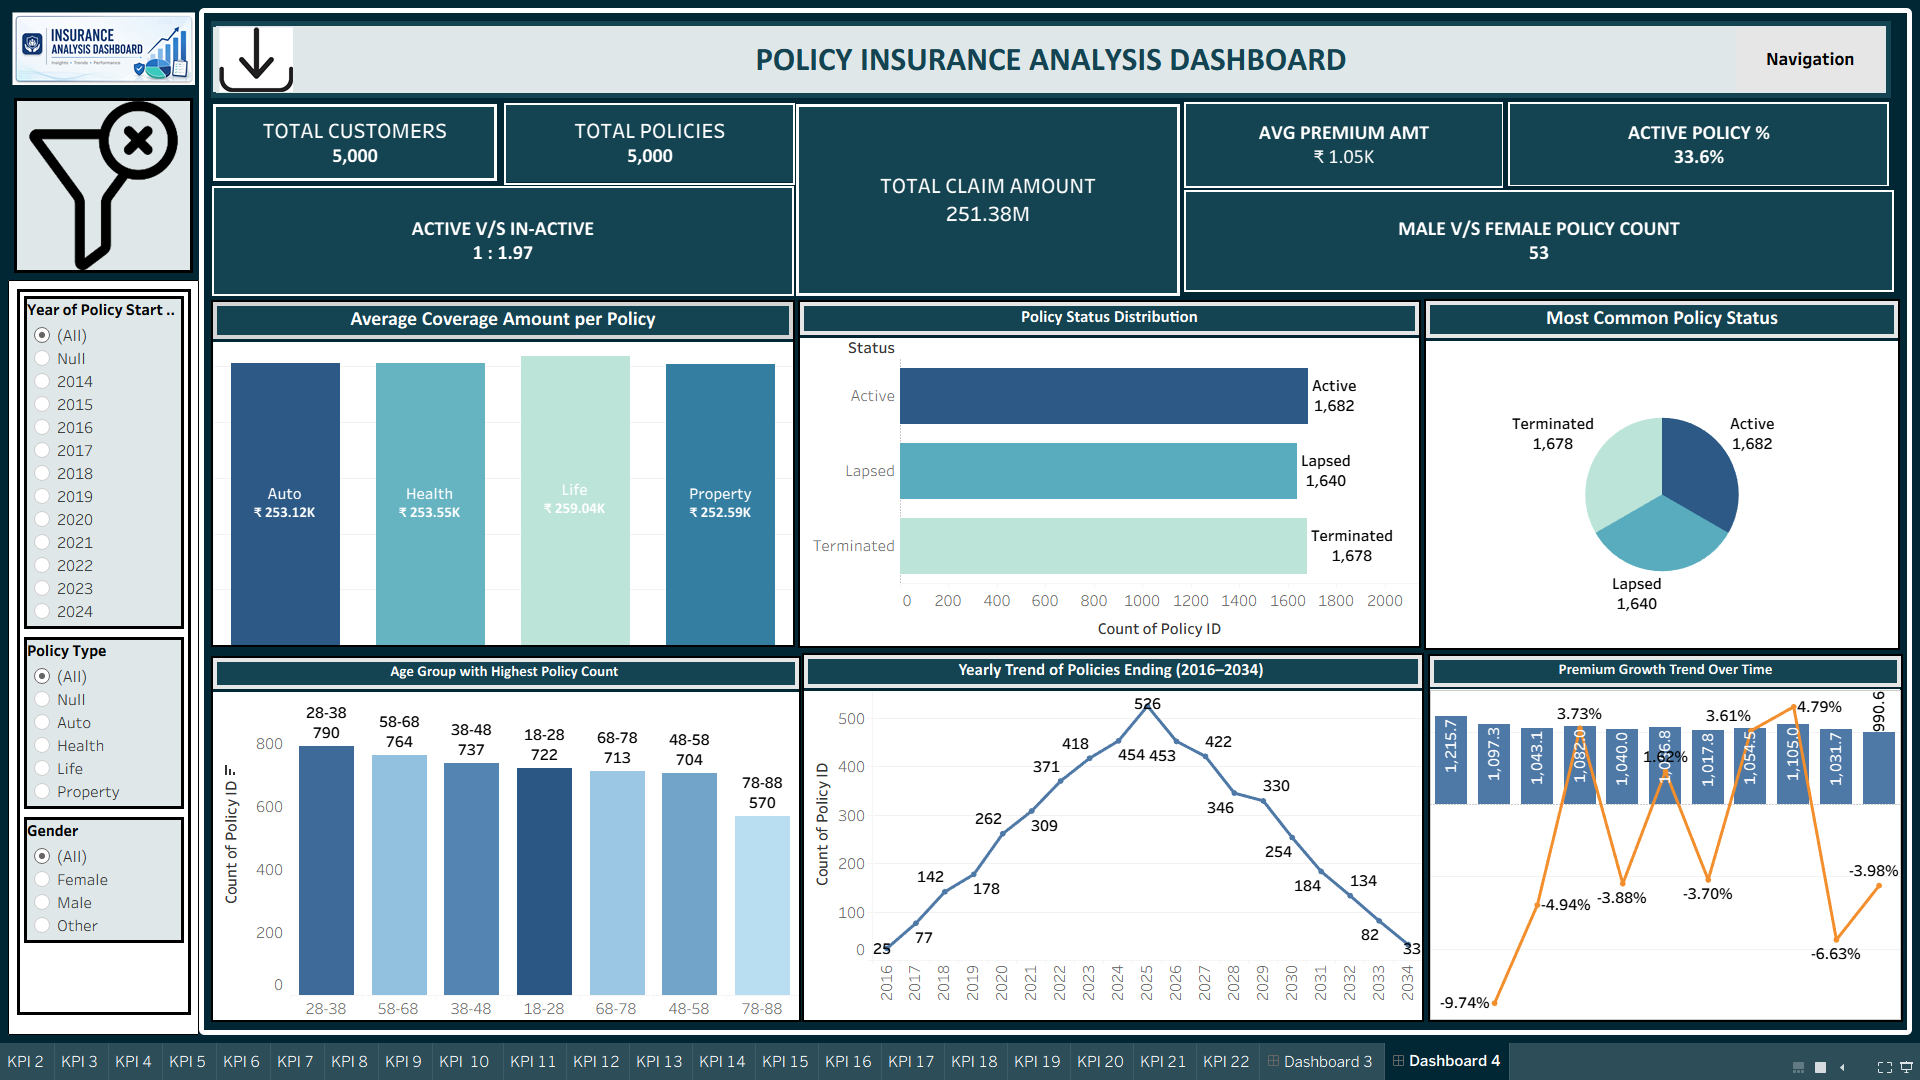 INSURANCE
ANALYSIS DASHBOARD
Insights • Trends • Performance
POLICY INSURANCE ANALYSIS DASHBOARD
Navigation
TOTAL CUSTOMERS
5,000
TOTAL POLICIES
5,000
TOTAL CLAIM AMOUNT
251.38M
AVG PREMIUM AMT
₹ 1.05K
ACTIVE POLICY %
33.6%
ACTIVE V/S IN-ACTIVE
1 : 1.97
MALE V/S FEMALE POLICY COUNT
53
Year of Policy Start ..
(All)
Null
2014
2015
2016
2017
2018
2019
2020
2021
2022
2023
2024
Policy Type
(All)
Null
Auto
Health
Life
Property
Gender
(All)
Female
Male
Other
Average Coverage Amount per Policy
Auto
₹ 253.12K
Health
₹ 253.55K
Life
₹ 259.04K
Property
₹ 252.59K
Policy Status Distribution
Status
Active
Active
1,682
Lapsed
Lapsed
1,640
Terminated
Terminated
1,678
0 200 400 600 800 1000 1200 1400 1600 1800 2000
Count of Policy ID
Most Common Policy Status
Terminated
1,678
Active
1,682
Lapsed
1,640
Age Group with Highest Policy Count
Count of Policy ID
800
600
400
200
0
28-38
790
58-68
764
38-48
737
18-28
722
68-78
713
48-58
704
78-88
570
28-38 58-68 38-48 18-28 68-78 48-58 78-88
Yearly Trend of Policies Ending (2016–2034)
Count of Policy ID
500
400
300
200
100
0
25
77
142
178
262
309
371
418
454
526
453
422
346
330
254
184
134
82
33
2016 2017 2018 2019 2020 2021 2022 2023 2024 2025 2026 2027 2028 2029 2030 2031 2032 2033 2034
Premium Growth Trend Over Time
1,215.7
1,097.3
1,043.1
1,082.0
1,040.0
1,017.8
1,054.5
1,105.0
1,031.7
990.6
-9.74%
-4.94%
3.73%
-3.88%
1.62%
-3.70%
3.61%
4.79%
-6.63%
-3.98%
KPI 2 KPI 3 KPI 4 KPI 5 KPI 6 KPI 7 KPI 8 KPI 9 KPI 10 KPI 11 KPI 12 KPI 13 KPI 14 KPI 15 KPI 16 KPI 17 KPI 18 KPI 19 KPI 20 KPI 21 KPI 22 Dashboard 3 Dashboard 4